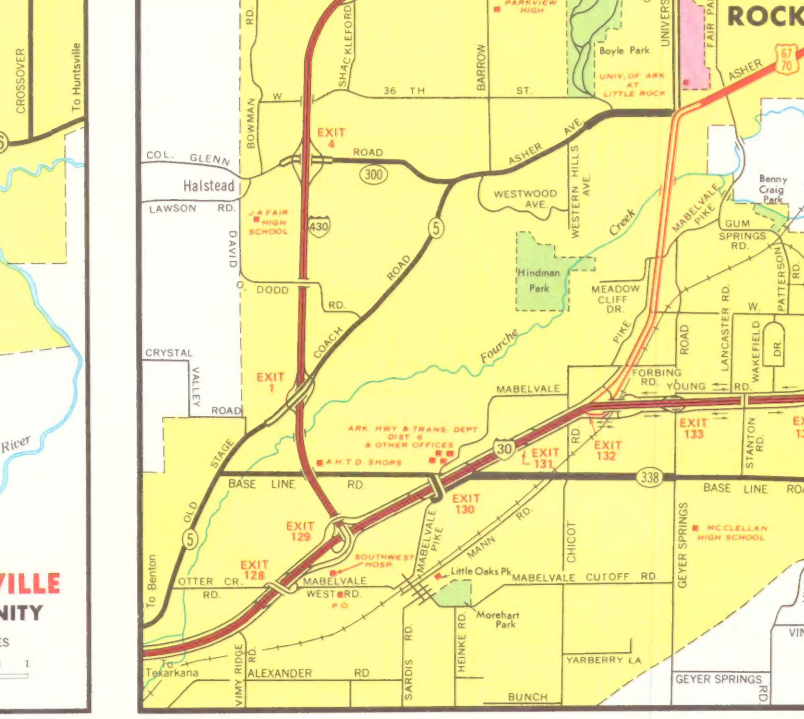 CROSSOVER
To Huntsville
River
VILLE
NITY
ES
1
RD.
BOWMAN
SHACKLEFORD
BARROW
PARKVIEW
HIGH
Boyle Park
UNIV. OF ARK
AT
LITTLE ROCK
UNIVERS
FAIR PA
ROCK
67
70
ASHER
W
36 TH
ST.
EXIT
4
COL. GLENN
ROAD
300
ASHER AVE.
Halstead
LAWSON RD.
J.A. FAIR
HIGH
SCHOOL
430
DAVID
O.
DODD
RD.
WESTWOOD
AVE.
WESTERN HILLS
AVE.
5
Creek
MABELVALE
PIKE
Benny
Craig
Park
GUM
SPRINGS
RD.
PATTERSON
RD.
Hindman
Park
MEADOW
CLIFF
DR.
PIKE
LANCASTER RD.
W.
WAKEFIELD
DR.
ROAD
Fourche
CRYSTAL
VALLEY
ROAD
EXIT
1
OLD
STAGE
COACH
ROAD
MABELVALE
FORBING
RD.
YOUNG
RD.
EXIT
133
STANTON
RD.
ARK HWY & TRANS. DEPT
DIST 6
& OTHER OFFICES
A.H.T.D. SHOPS
30
EXIT
131
RD.
EXIT
132
BASE LINE
RD
338
BASE LINE ROA
EXIT
130
EXIT
129
EXIT
128
5
MABELVALE
PIKE
MANN
RD.
CHICOT
GEYER SPRINGS
MCCLELLAN
HIGH SCHOOL
To Benton
OTTER CR.
RD.
SOUTHWEST
HOSP.
MABELVALE
WEST RD.
P.O.
Little Oaks Pk.
MABELVALE CUTOFF RD.
Morehart
Park
SARDIS
RD.
HEINKE RD.
To
Texarkana
VIMY RIDGE
RD.
ALEXANDER
RD
YARBERRY LA
BUNCH
GEYER SPRINGS
RD
VIN